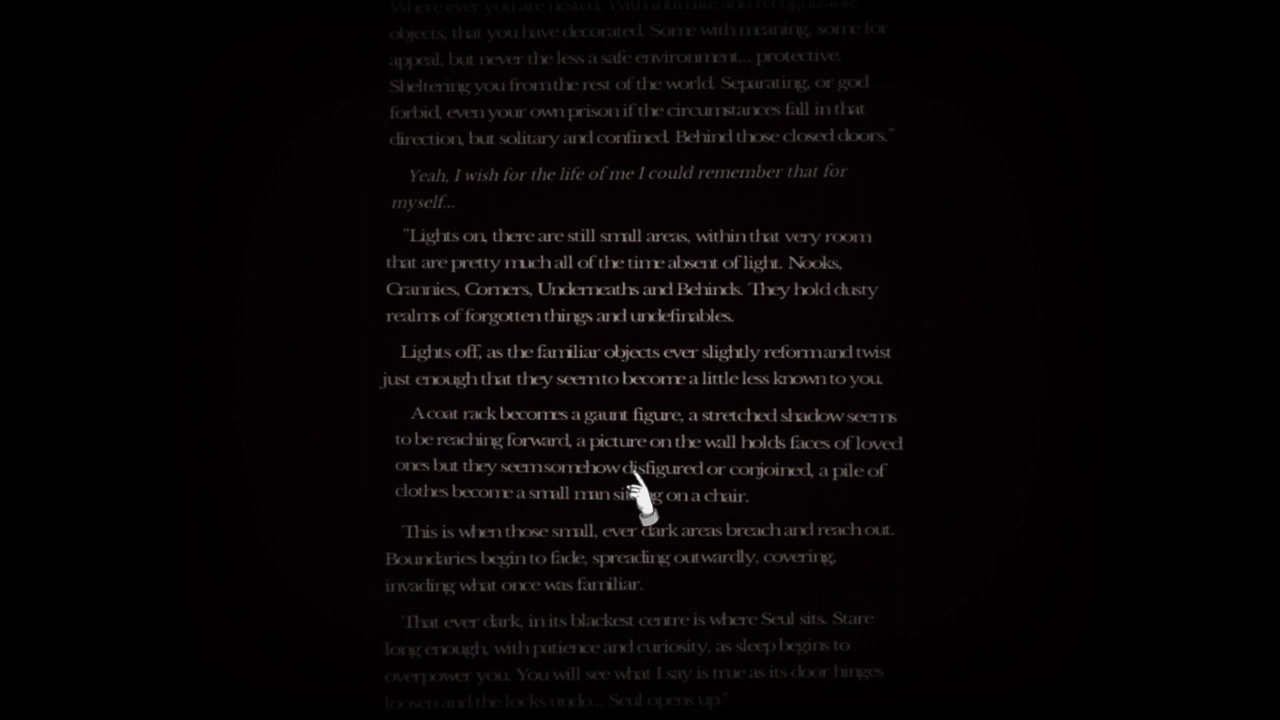 Where ever you are nested. With intimate and recognizable
objects, that you have decorated. Some with meaning, some for
appeal, but never the less a safe environment... protective.
Sheltering you from the rest of the world. Separating, or god
forbid, even your own prison if the circumstances fall in that
direction, but solitary and confined. Behind those closed doors."
Yeah, I wish for the life of me I could remember that for
myself...
"Lights on, there are still small areas, within that very room
that are pretty much all of the time absent of light. Nooks,
Crannies, Corners, Underneaths and Behinds. They hold dusty
realms of forgotten things and undefinables.
Lights off, as the familiar objects ever slightly reform and twist
just enough that they seem to become a little less known to you.
A coat rack becomes a gaunt figure, a stretched shadow seems
to be reaching forward, a picture on the wall holds faces of loved
ones but they seem somehow disfigured or conjoined, a pile of
clothes become a small man sitting on a chair.
This is when those small, ever dark areas breach and reach out.
Boundaries begin to fade, spreading outwardly, covering,
invading what once was familiar.
That ever dark, in its blackest centre is where Seul sits. Stare
long enough, with patience and curiosity, as sleep begins to
overpower you. You will see what I say is true as its door hinges
loosen and the locks undo... Seul opens up."